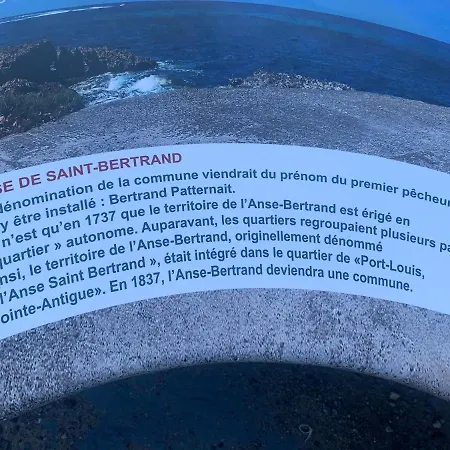 SE DE SAINT-BERTRAND
dénomination de la commune viendrait du prénom du premier pêcheur
y être installé : Bertrand Patternait.
n'est qu'en 1737 que le territoire de l'Anse-Bertrand est érigé en
quartier » autonome. Auparavant, les quartiers regroupaient plusieurs pa
nsi, le territoire de l'Anse-Bertrand, originellement dénommé
l'Anse Saint Bertrand », était intégré dans le quartier de «Port-Louis,
ointe-Antigue». En 1837, l'Anse-Bertrand deviendra une commune.